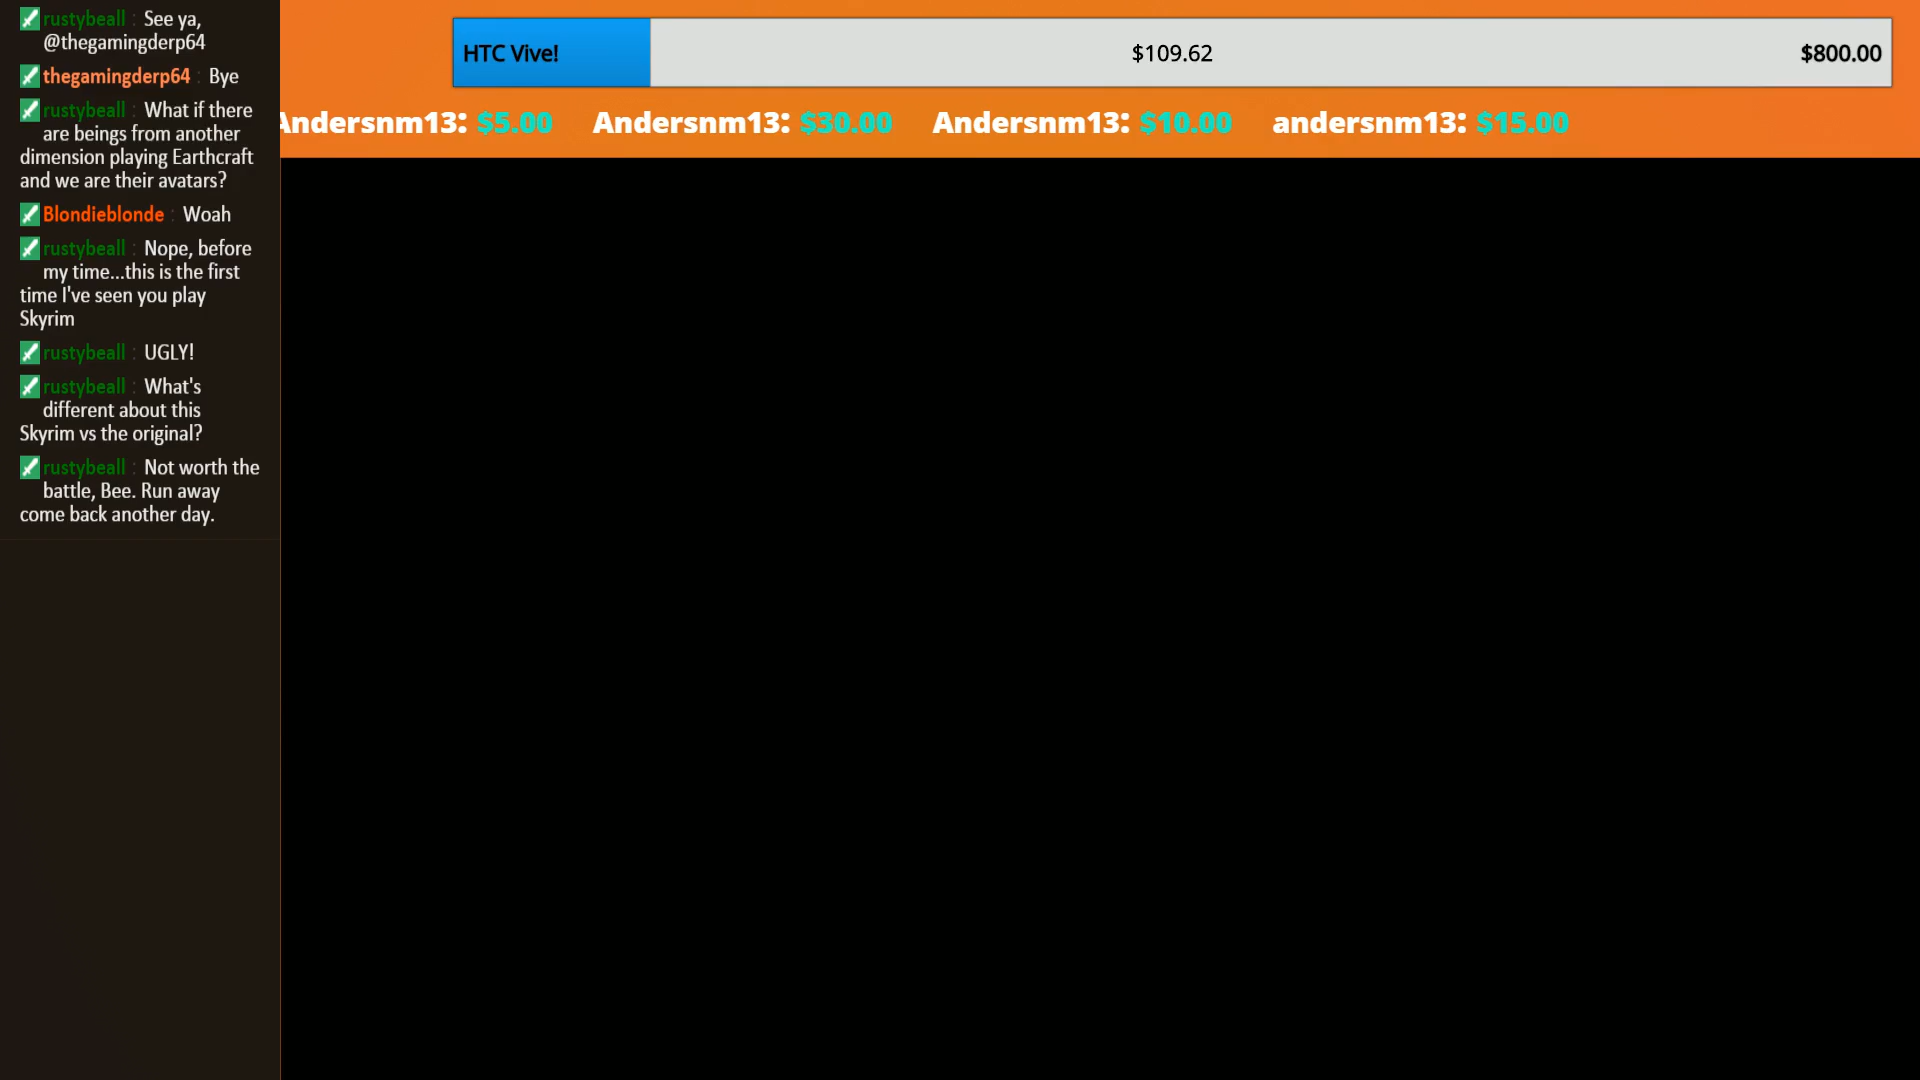 rustybeall : See ya,
@thegamingderp64
thegamingderp64 : Bye
rustybeall : What if there
are beings from another
dimension playing Earthcraft
and we are their avatars?
Blondieblonde : Woah
rustybeall : Nope, before
my time...this is the first
time I've seen you play
Skyrim
rustybeall : UGLY!
rustybeall : What's
different about this
Skyrim vs the original?
rustybeall : Not worth the
battle, Bee. Run away
come back another day.
HTC Vive! $109.62 $800.00
Andersnm13: $5.00 Andersnm13: $30.00 Andersnm13: $10.00 andersnm13: $15.00